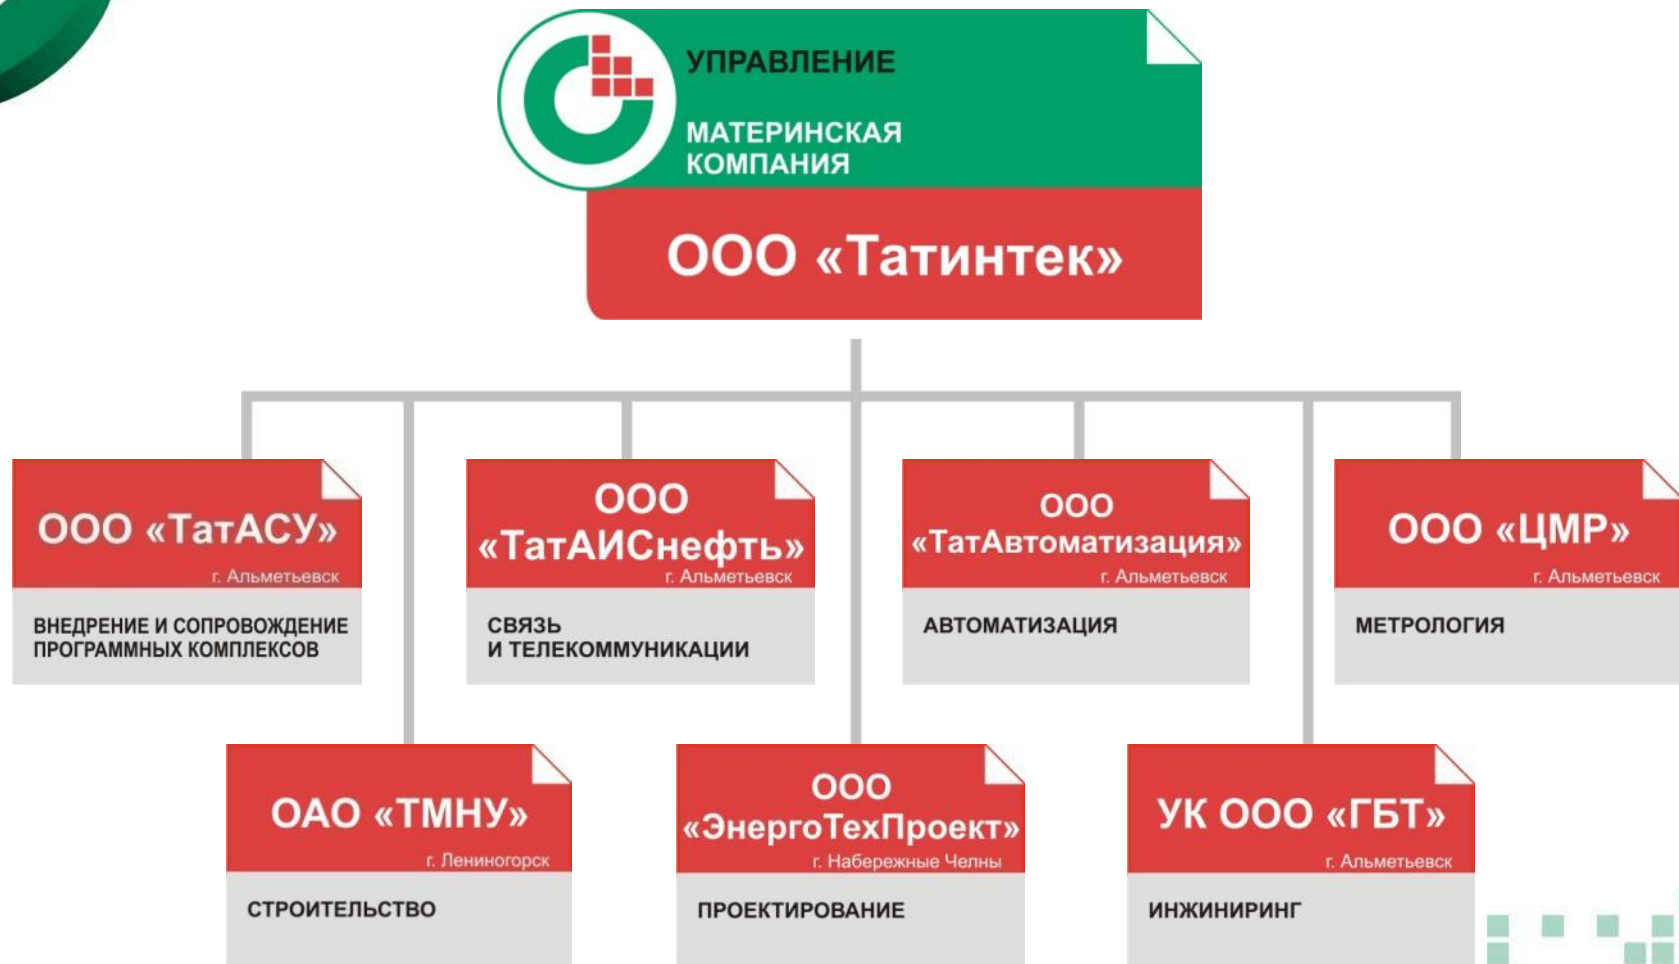 УПРАВЛЕНИЕ
МАТЕРИНСКАЯ
КОМПАНИЯ
ООО «Татинтек»
ООО «ТатАСУ»
г. Альметьевск
ВНЕДРЕНИЕ И СОПРОВОЖДЕНИЕ
ПРОГРАММНЫХ КОМПЛЕКСОВ
ООО
«ТатАИСнефть»
г. Альметьевск
СВЯЗЬ
И ТЕЛЕКОММУНИКАЦИИ
ООО
«ТатАвтоматизация»
г. Альметьевск
АВТОМАТИЗАЦИЯ
ООО «ЦМР»
г. Альметьевск
МЕТРОЛОГИЯ
ОАО «ТМНУ»
г. Лениногорск
СТРОИТЕЛЬСТВО
ООО
«ЭнергоТехПроект»
г. Набережные Челны
ПРОЕКТИРОВАНИЕ
УК ООО «ГБТ»
г. Альметьевск
ИНЖИНИРИНГ